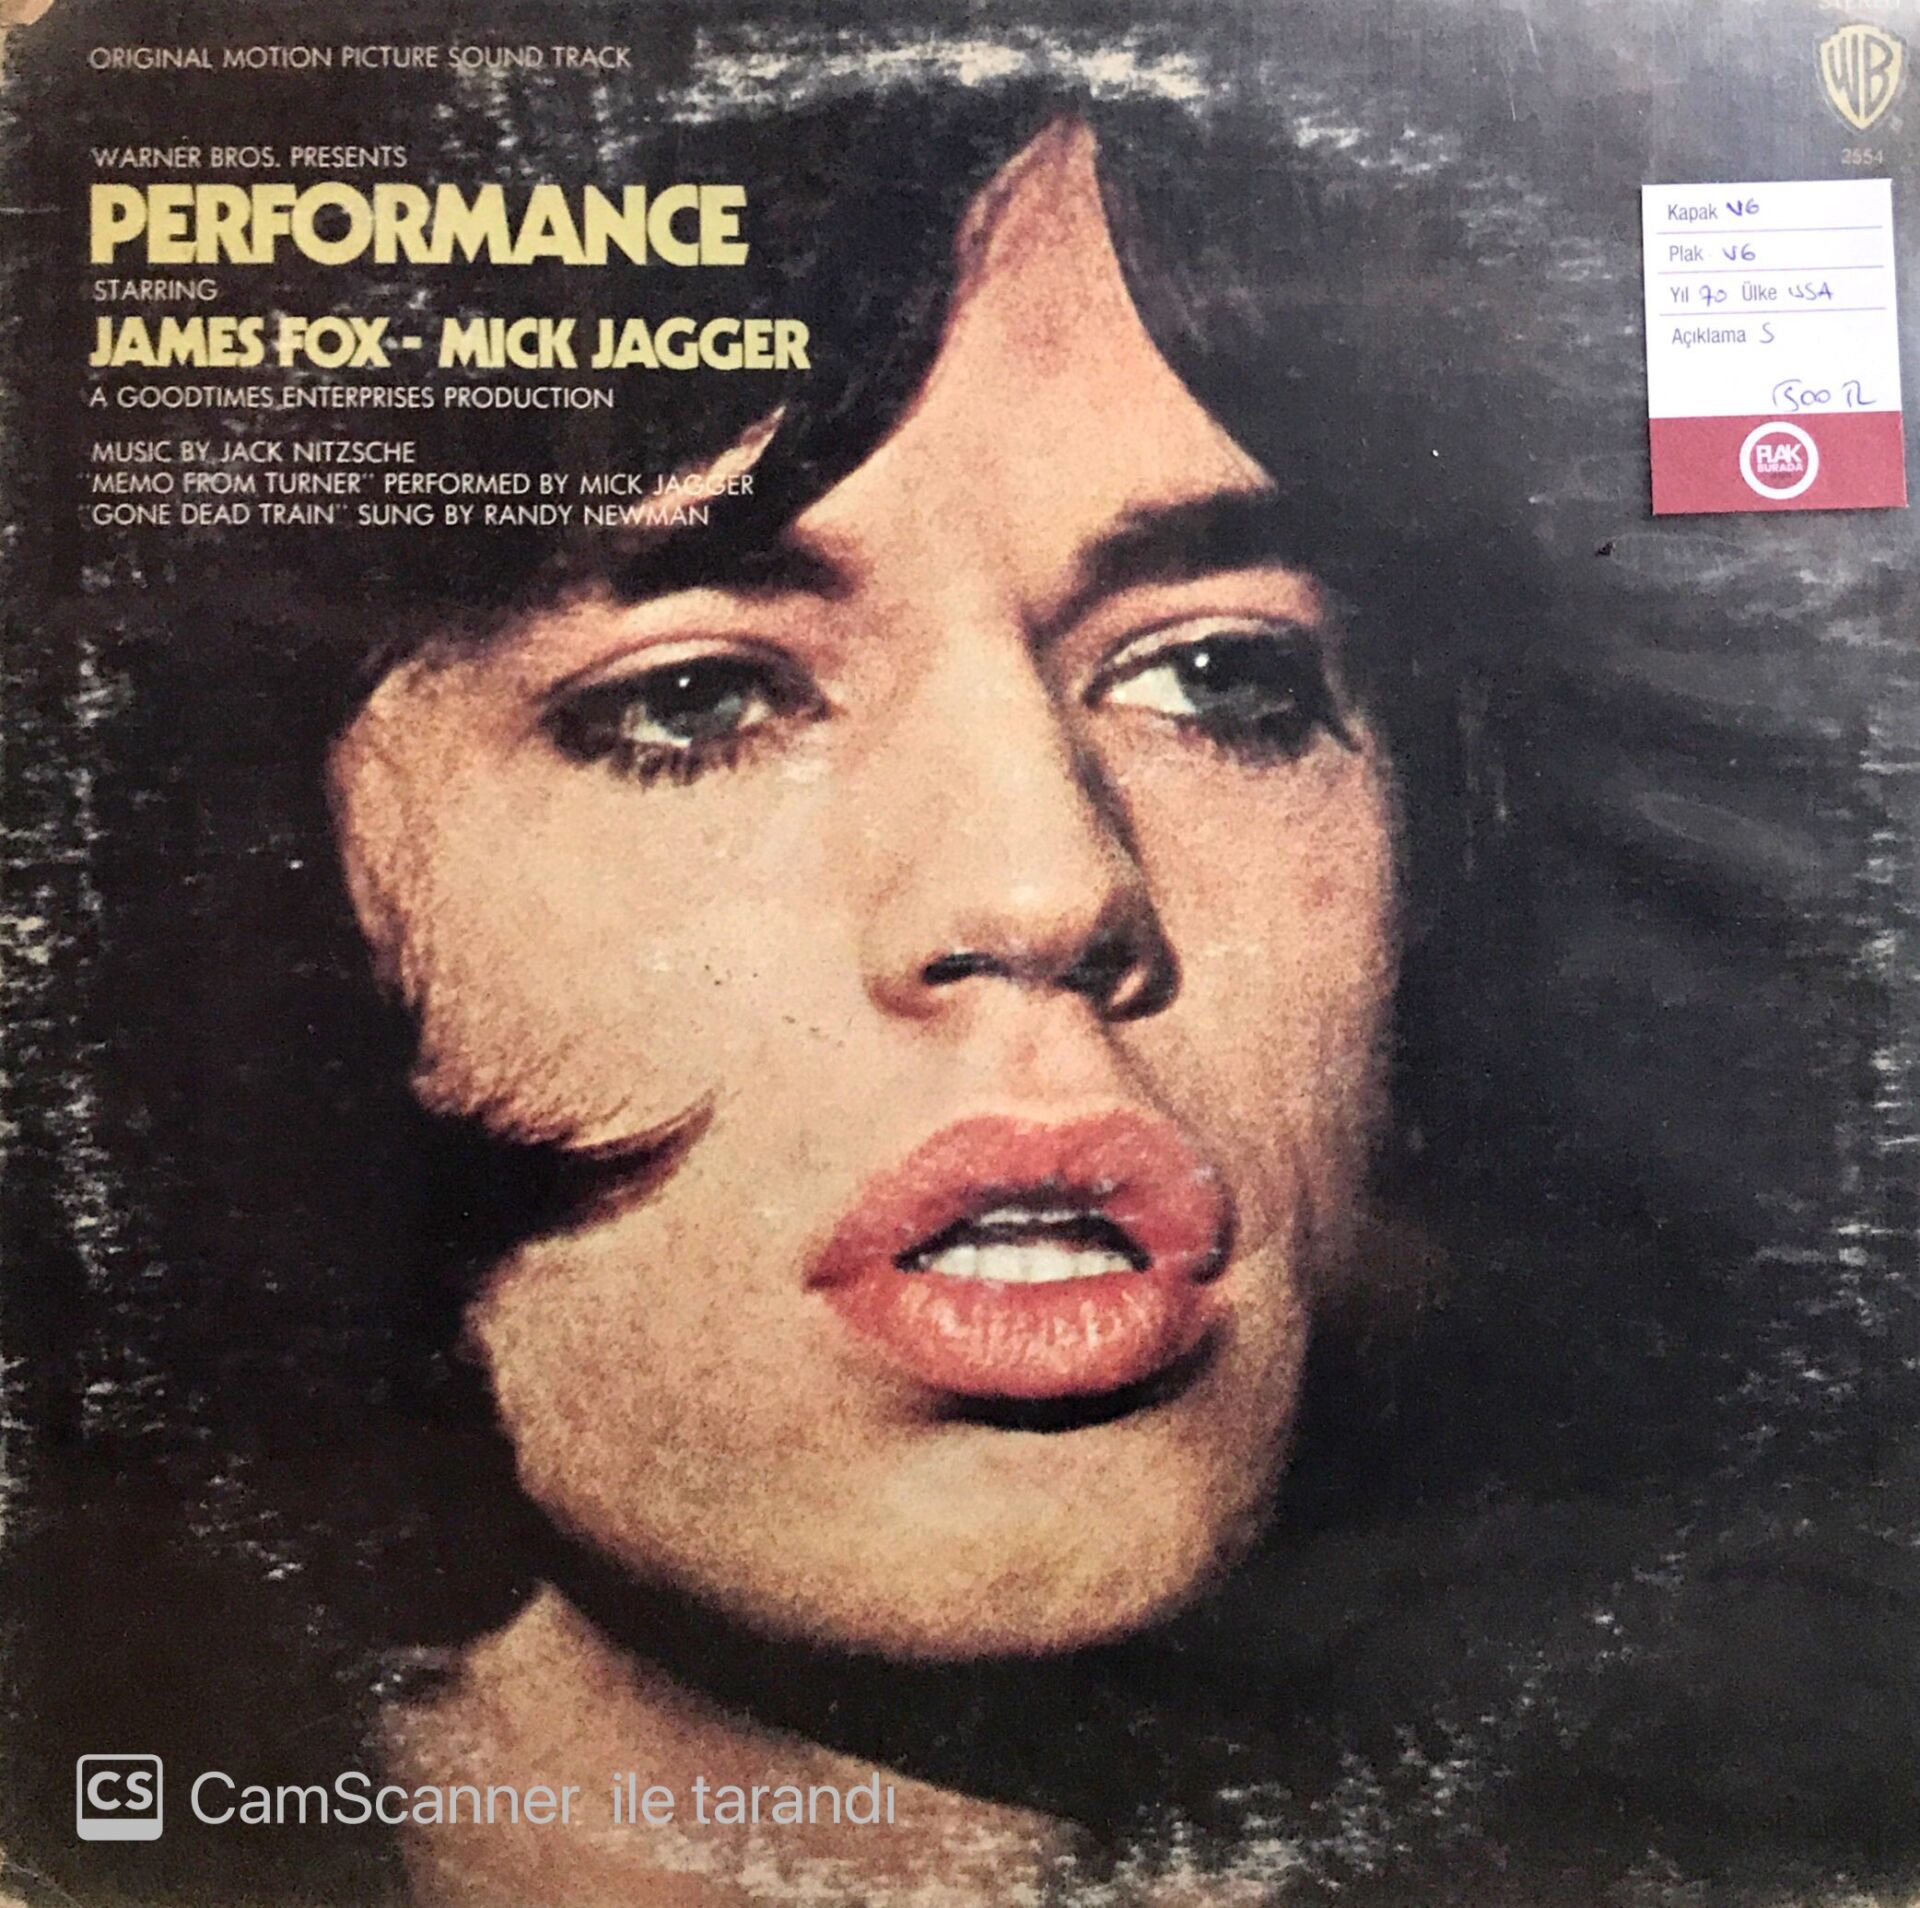 ORIGINAL MOTION PICTURE SOUND TRACK
STEREO
WB
2554
WARNER BROS. PRESENTS
PERFORMANCE
STARRING
JAMES FOX - MICK JAGGER
A GOODTIMES ENTERPRISES PRODUCTION
MUSIC BY JACK NITZSCHE
"MEMO FROM TURNER" PERFORMED BY MICK JAGGER
"GONE DEAD TRAIN" SUNG BY RANDY NEWMAN
Kapak VG
Plak VG
Yıl 70 Ülke USA
Açıklama S
1500 TL
PLAK
BURADA
CS CamScanner ile tarandı